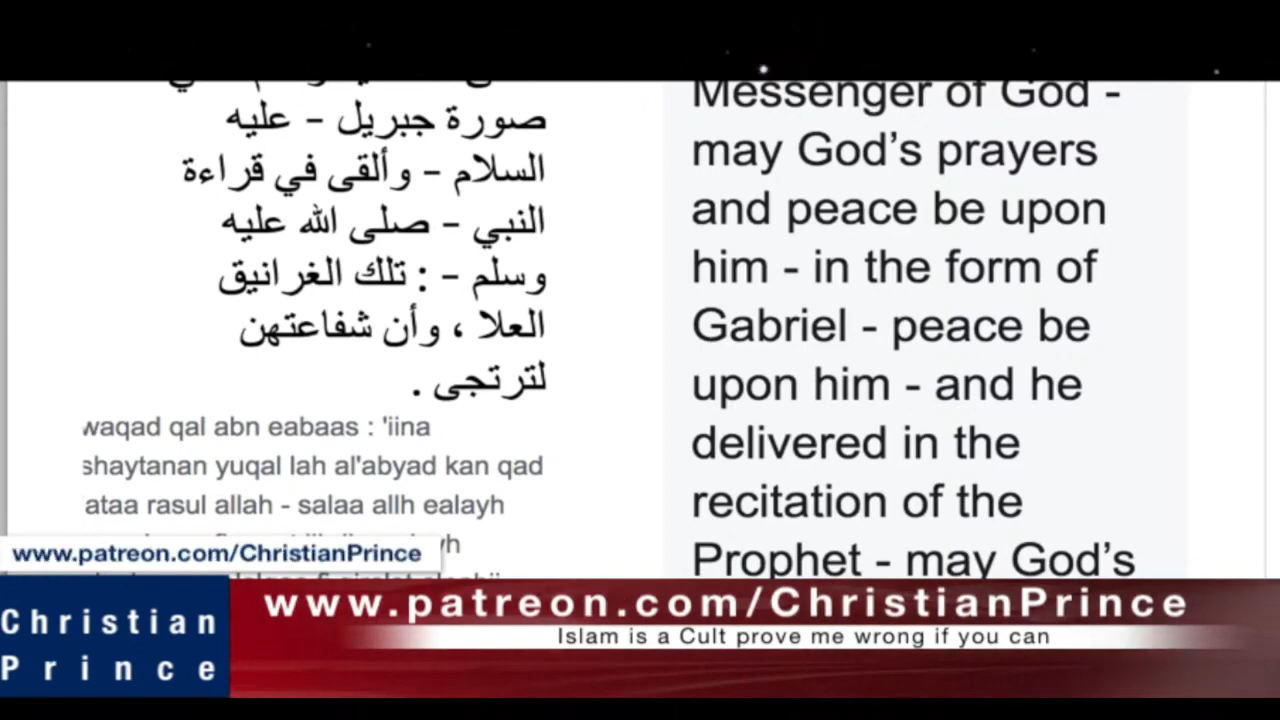 صورة جبريل - عليه
السلام - وألقى في قراءة
النبي - صلى الله عليه
وسلم - : تلك الغرانيق
العلا ، وأن شفاعتهن
لترتجى .
waqad qal abn eabaas : 'iina
shaytanan yuqal lah al'abyad kan qad
'ataa rasul allah - salaa allh ealayh
Messenger of God -
may God's prayers
and peace be upon
him - in the form of
Gabriel - peace be
upon him - and he
delivered in the
recitation of the
Prophet - may God's
www.patreon.com/ChristianPrince
Christian
Prince
www.patreon.com/ChristianPrince
Islam is a Cult prove me wrong if you can